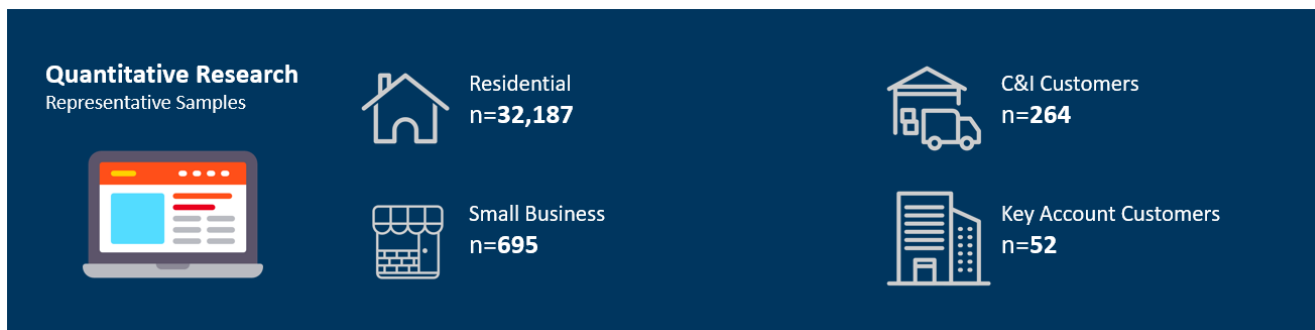 Quantitative Research
Representative Samples
Residential
n=32,187
Small Business
n=695
C&I Customers
n=264
Key Account Customers
n=52